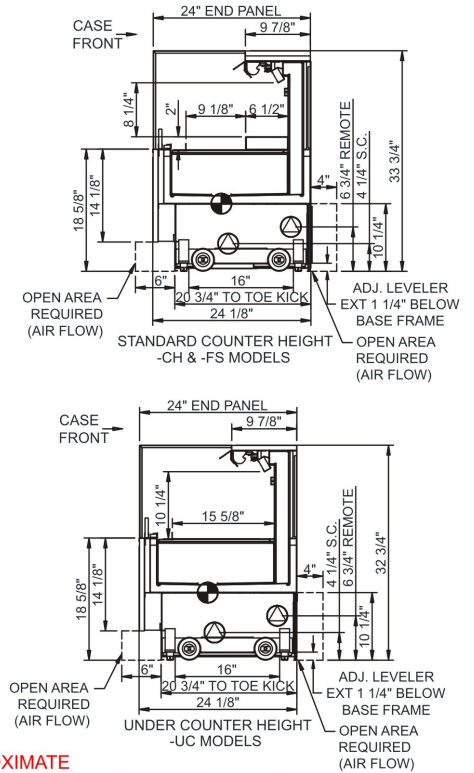 24" END PANEL
CASE
FRONT
9 7/8"
8 1/4"
2"
9 1/8"
6 1/2"
6 3/4" REMOTE
4 1/4" S.C.
33 3/4"
18 5/8"
14 1/8"
4"
10 1/4"
6"
16"
20 3/4" TO TOE KICK
24 1/8"
OPEN AREA
REQUIRED
(AIR FLOW)
ADJ. LEVELER
EXT 1 1/4" BELOW
BASE FRAME
OPEN AREA
REQUIRED
(AIR FLOW)
STANDARD COUNTER HEIGHT
-CH & -FS MODELS
24" END PANEL
CASE
FRONT
9 7/8"
10 1/4"
15 5/8"
4 1/4" S.C.
6 3/4" REMOTE
32 3/4"
18 5/8"
14 1/8"
4"
10 1/4"
6"
16"
20 3/4" TO TOE KICK
24 1/8"
OPEN AREA
REQUIRED
(AIR FLOW)
ADJ. LEVELER
EXT 1 1/4" BELOW
BASE FRAME
OPEN AREA
REQUIRED
(AIR FLOW)
UNDER COUNTER HEIGHT
-UC MODELS
XIMATE